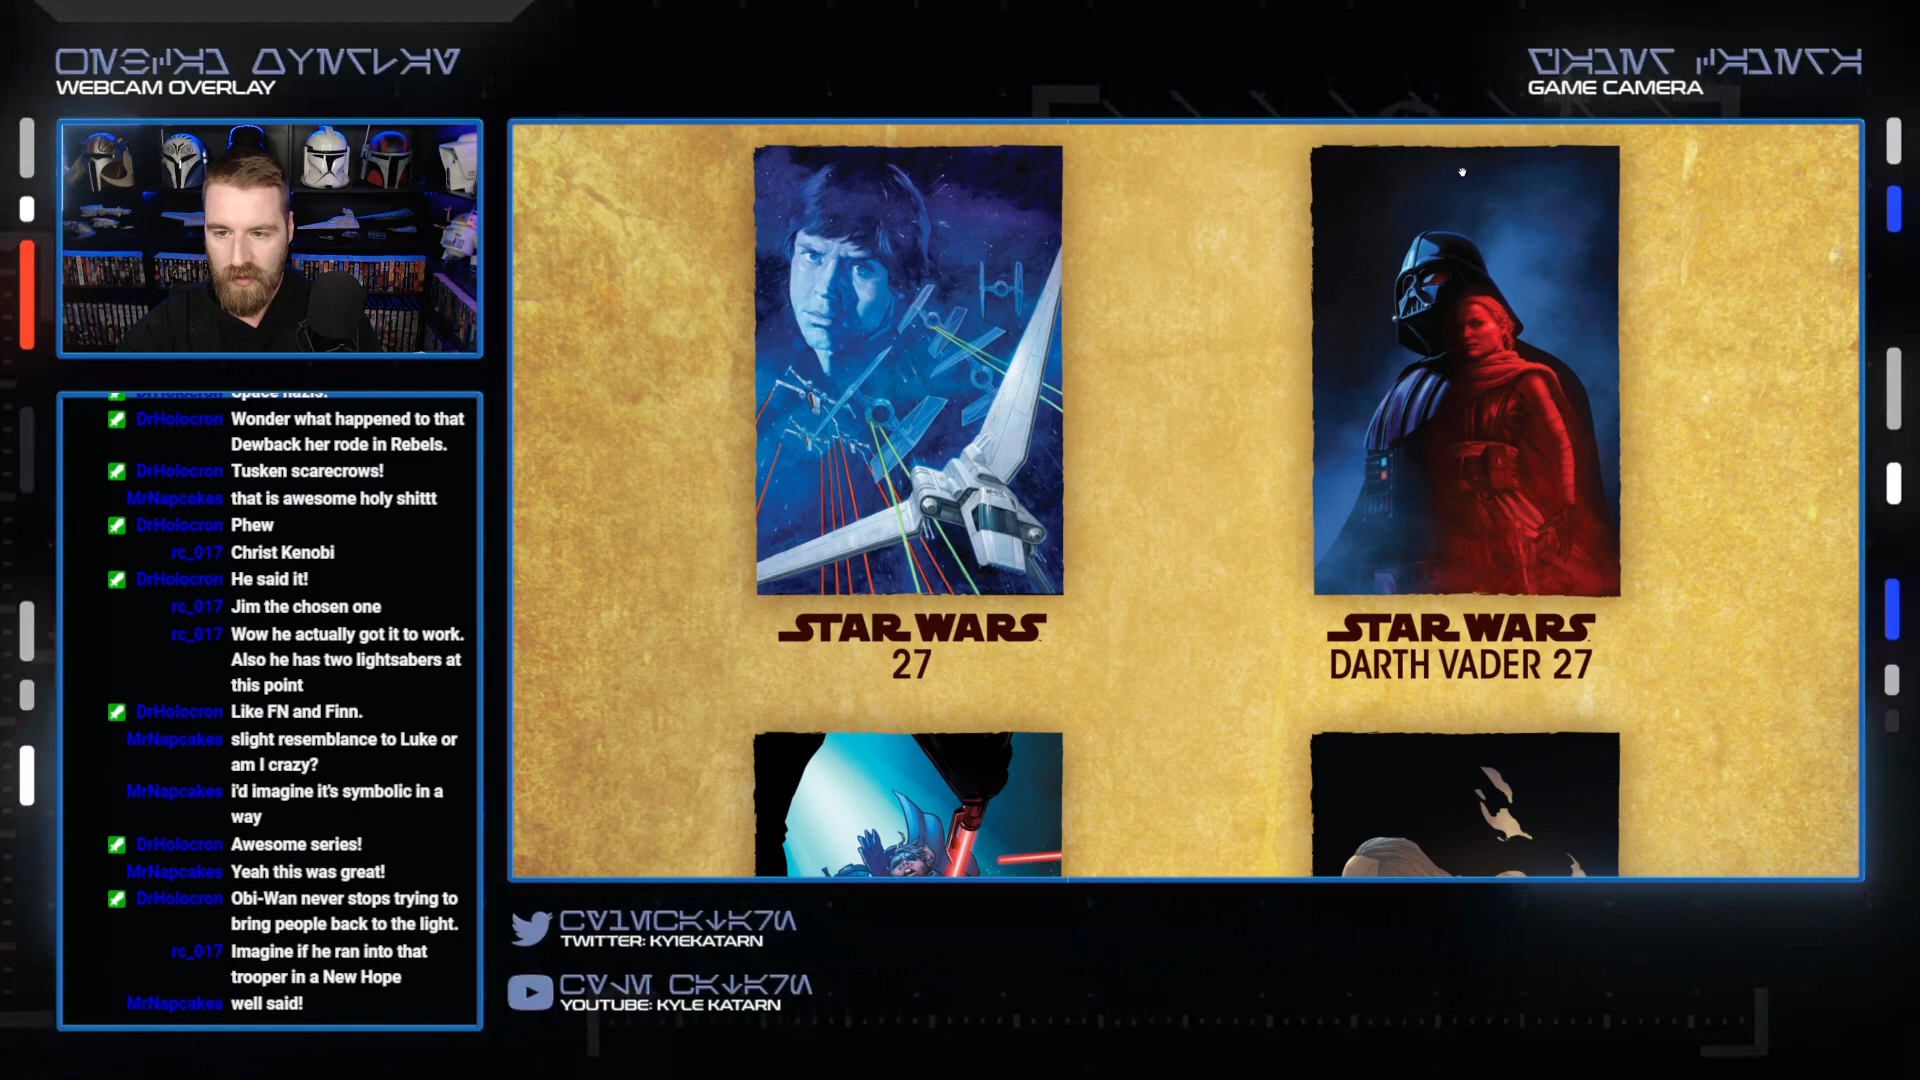 WEBCAM OVERLAY
GAME CAMERA
DrHolocron Space nazis.
DrHolocron Wonder what happened to that
Dewback her rode in Rebels.
DrHolocron Tusken scarecrows!
MrNapcakes that is awesome holy shittt
DrHolocron Phew
rc_017 Christ Kenobi
DrHolocron He said it!
rc_017 Jim the chosen one
rc_017 Wow he actually got it to work.
Also he has two lightsabers at
this point
DrHolocron Like FN and Finn.
MrNapcakes slight resemblance to Luke or
am I crazy?
MrNapcakes i'd imagine it's symbolic in a
way
DrHolocron Awesome series!
MrNapcakes Yeah this was great!
DrHolocron Obi-Wan never stops trying to
bring people back to the light.
rc_017 Imagine if he ran into that
trooper in a New Hope
MrNapcakes well said!
STAR WARS
27
STAR WARS
DARTH VADER 27
TWITTER: KY1EKATARN
YOUTUBE: KYLE KATARN